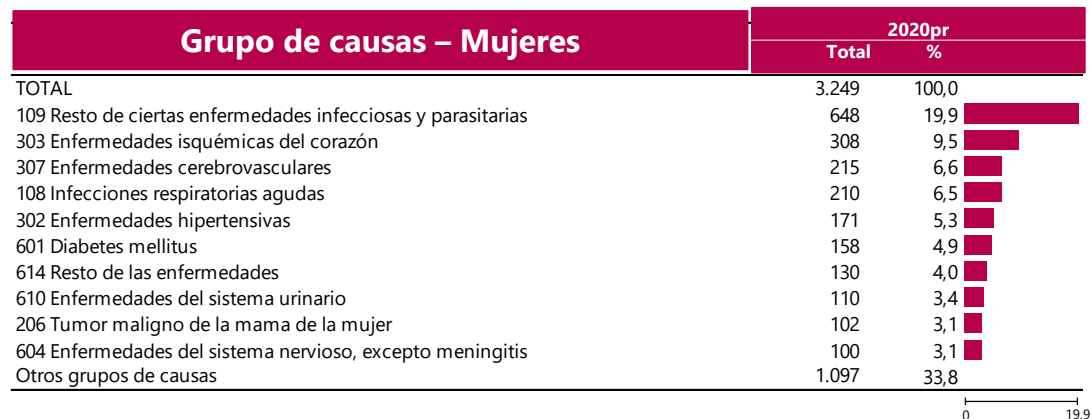 Grupo de causas – Mujeres
2020pr
Total %
TOTAL 3.249 100,0
109 Resto de ciertas enfermedades infecciosas y parasitarias 648 19,9
303 Enfermedades isquémicas del corazón 308 9,5
307 Enfermedades cerebrovasculares 215 6,6
108 Infecciones respiratorias agudas 210 6,5
302 Enfermedades hipertensivas 171 5,3
601 Diabetes mellitus 158 4,9
614 Resto de las enfermedades 130 4,0
610 Enfermedades del sistema urinario 110 3,4
206 Tumor maligno de la mama de la mujer 102 3,1
604 Enfermedades del sistema nervioso, excepto meningitis 100 3,1
Otros grupos de causas 1.097 33,8
0 19,9